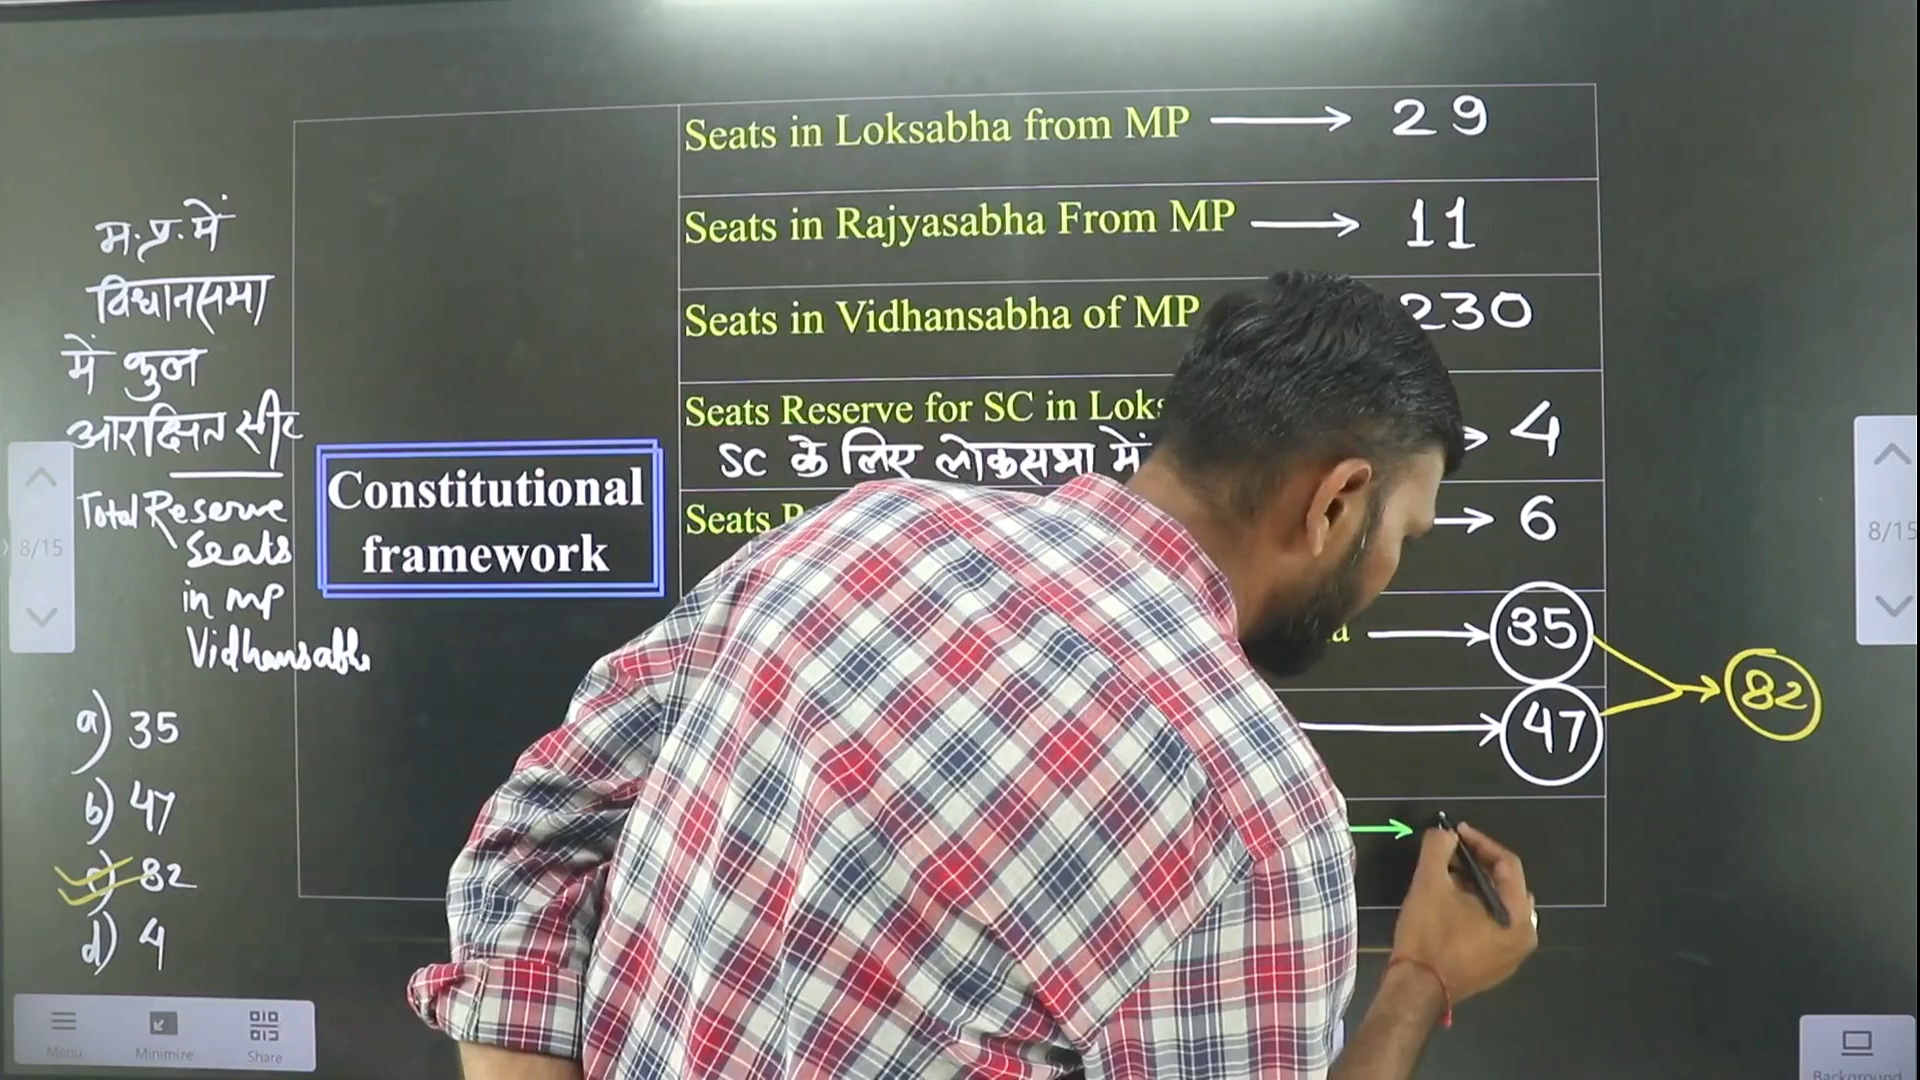 Seats in Loksabha from MP → 29
Seats in Rajyasabha From MP → 11
Seats in Vidhansabha of MP 230
Seats Reserve for SC in Loks → 4
SC के लिए लोकसभा में
Seats → 6
→ 35
→ 47
→ 82
Constitutional
framework
म.प्र. में
विधानसभा
में कुल
आरक्षित सीट
Total Reserve
Seats
in MP
Vidhansabha
a) 35
b) 47
c) 82
d) 4
8/15
8/15
Menu
Minimize
Share
Background